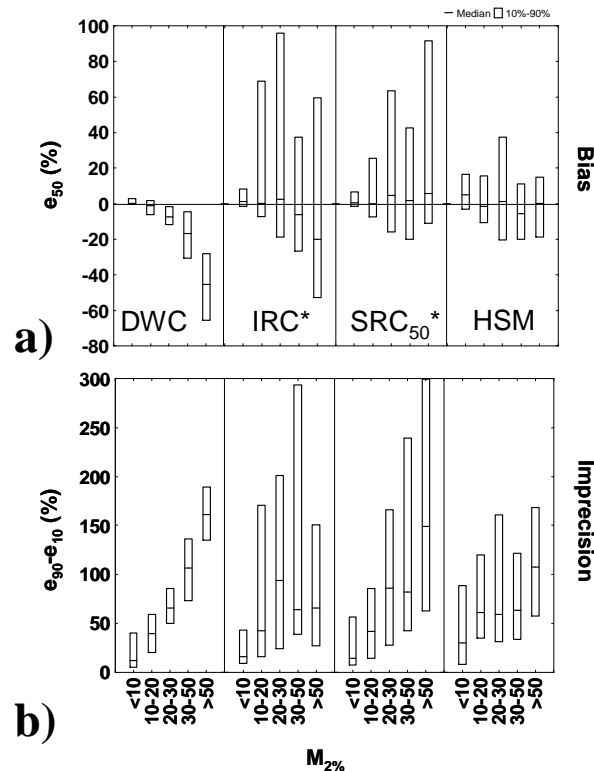 Median 10%-90%
100
80
60
40
20
0
-20
-40
-60
-80
e50 (%)
DWC IRC* SRC50* HSM
Bias
a)
300
250
200
150
100
50
0
e90-e10 (%)
Imprecision
<10 10-20 20-30 30-50 >50 <10 10-20 20-30 30-50 >50 <10 10-20 20-30 30-50 >50 <10 10-20 20-30 30-50 >50
b)
M2%